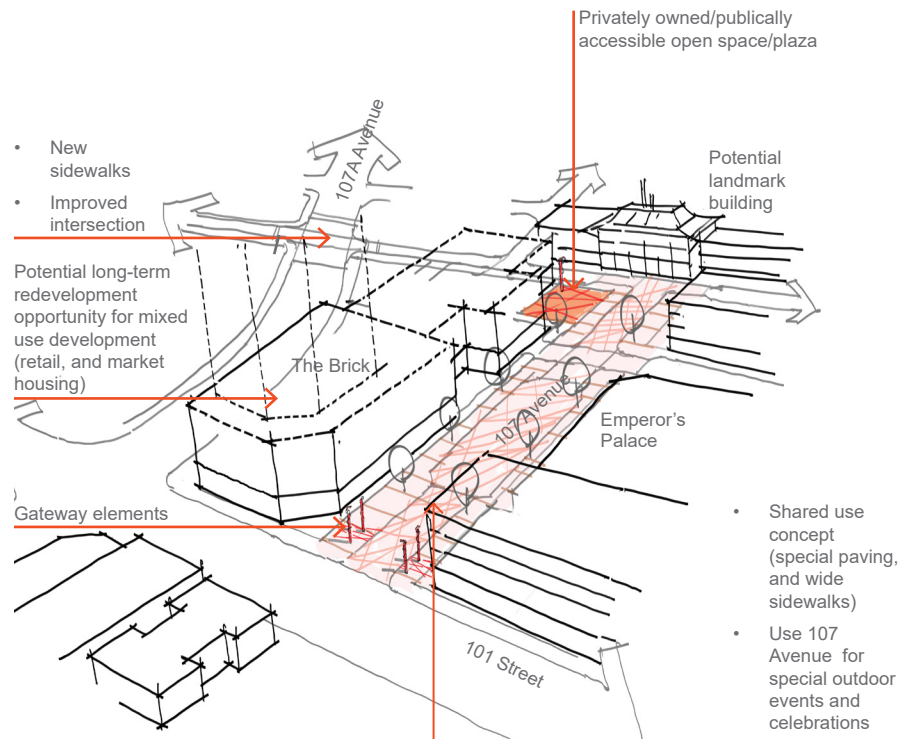 Privately owned/publically
accessible open space/plaza
• New
sidewalks
• Improved
intersection
107A Avenue
Potential
landmark
building
Potential long-term
redevelopment
opportunity for mixed
use development
(retail, and market
housing)
The Brick
107 Avenue
Emperor's
Palace
Gateway elements
• Shared use
concept
(special paving,
and wide
sidewalks)
• Use 107
Avenue for
special outdoor
events and
celebrations
101 Street